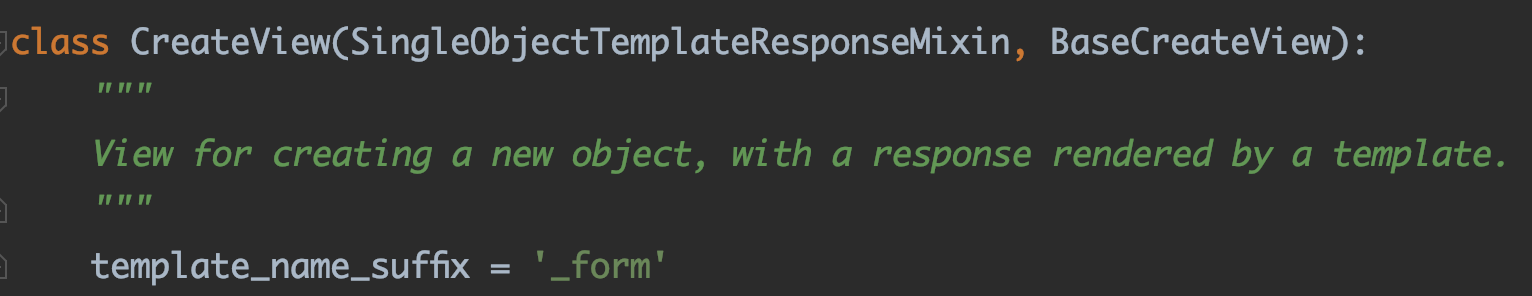 class CreateView(SingleObjectTemplateResponseMixin, BaseCreateView):
    """
    View for creating a new object, with a response rendered by a template.
    """
    template_name_suffix = '_form'